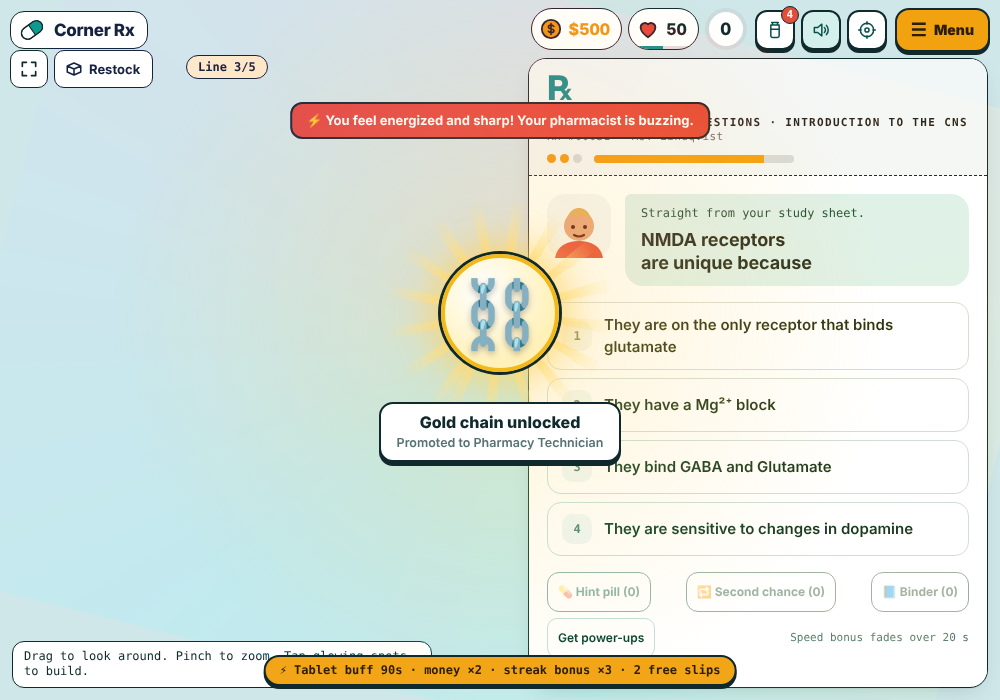 Corner Rx
$500
50
0
4
☰ Menu
Restock
Line 3/5
℞
⚡ You feel energized and sharp! Your pharmacist is buzzing.
ESTIONS · INTRODUCTION TO THE CNS
Straight from your study sheet.
NMDA receptors
are unique because
1
They are on the only receptor that binds
glutamate
They have a Mg²⁺ block
Gold chain unlocked
Promoted to Pharmacy Technician
3
They bind GABA and Glutamate
4
They are sensitive to changes in dopamine
Hint pill (0)
Second chance (0)
Binder (0)
Get power-ups
Speed bonus fades over 20 s
Drag to look around. Pinch to zoom. Tap glowing spots
to build.
⚡ Tablet buff 90s · money ×2 · streak bonus ×3 · 2 free slips